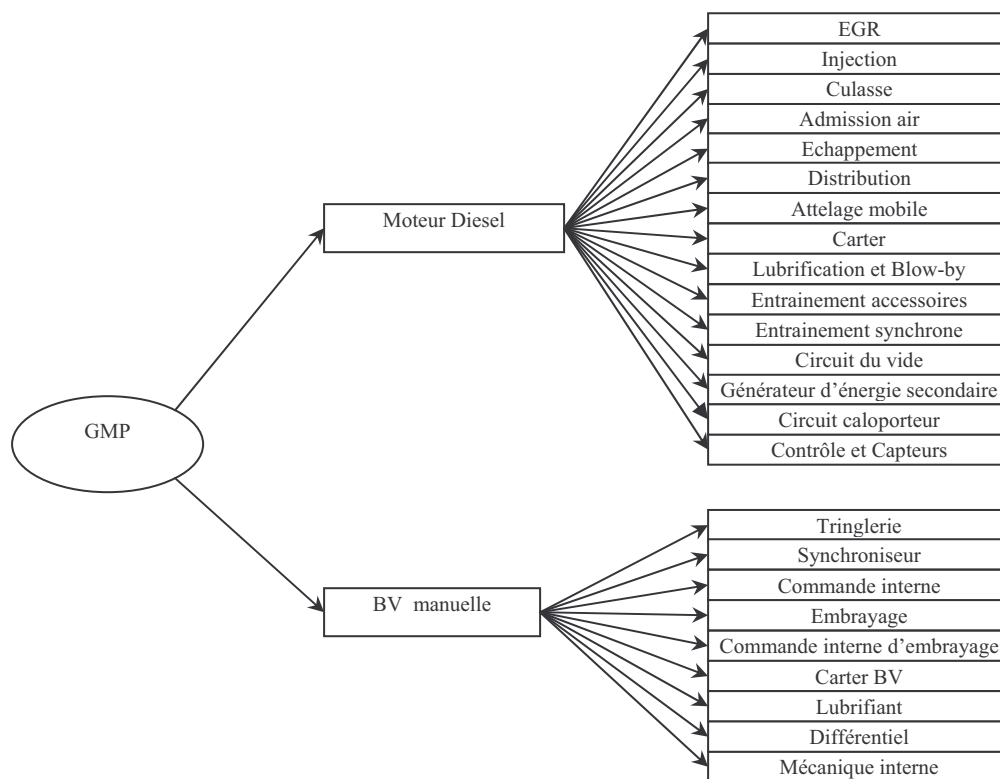 GMP
Moteur Diesel
EGR
Injection
Culasse
Admission air
Echappement
Distribution
Attelage mobile
Carter
Lubrification et Blow-by
Entrainement accessoires
Entrainement synchrone
Circuit du vide
Générateur d’énergie secondaire
Circuit caloporteur
Contrôle et Capteurs
BV manuelle
Tringlerie
Synchroniseur
Commande interne
Embrayage
Commande interne d’embrayage
Carter BV
Lubrifiant
Différentiel
Mécanique interne